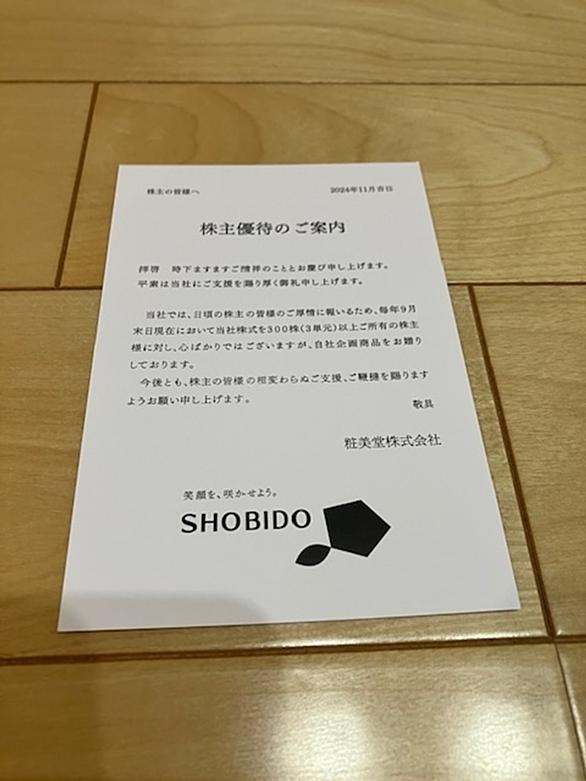 株主の皆様へ
2024年11月吉日
株主優待のご案内
拝啓　時下ますますご清祥のこととお慶び申し上げます。
平素は当社にご支援を賜り厚く御礼申し上げます。
当社では、日頃の株主の皆様のご厚情に報いるため、毎年9月
末日現在において当社株式を300株(3単元)以上ご所有の株主
様に対し、心ばかりではございますが、自社企画商品をお贈り
しております。
今後とも、株主の皆様の相変わらぬご支援、ご鞭撻を賜ります
ようお願い申し上げます。
敬具
粧美堂株式会社
笑顔を、咲かせよう。
SHOBIDO